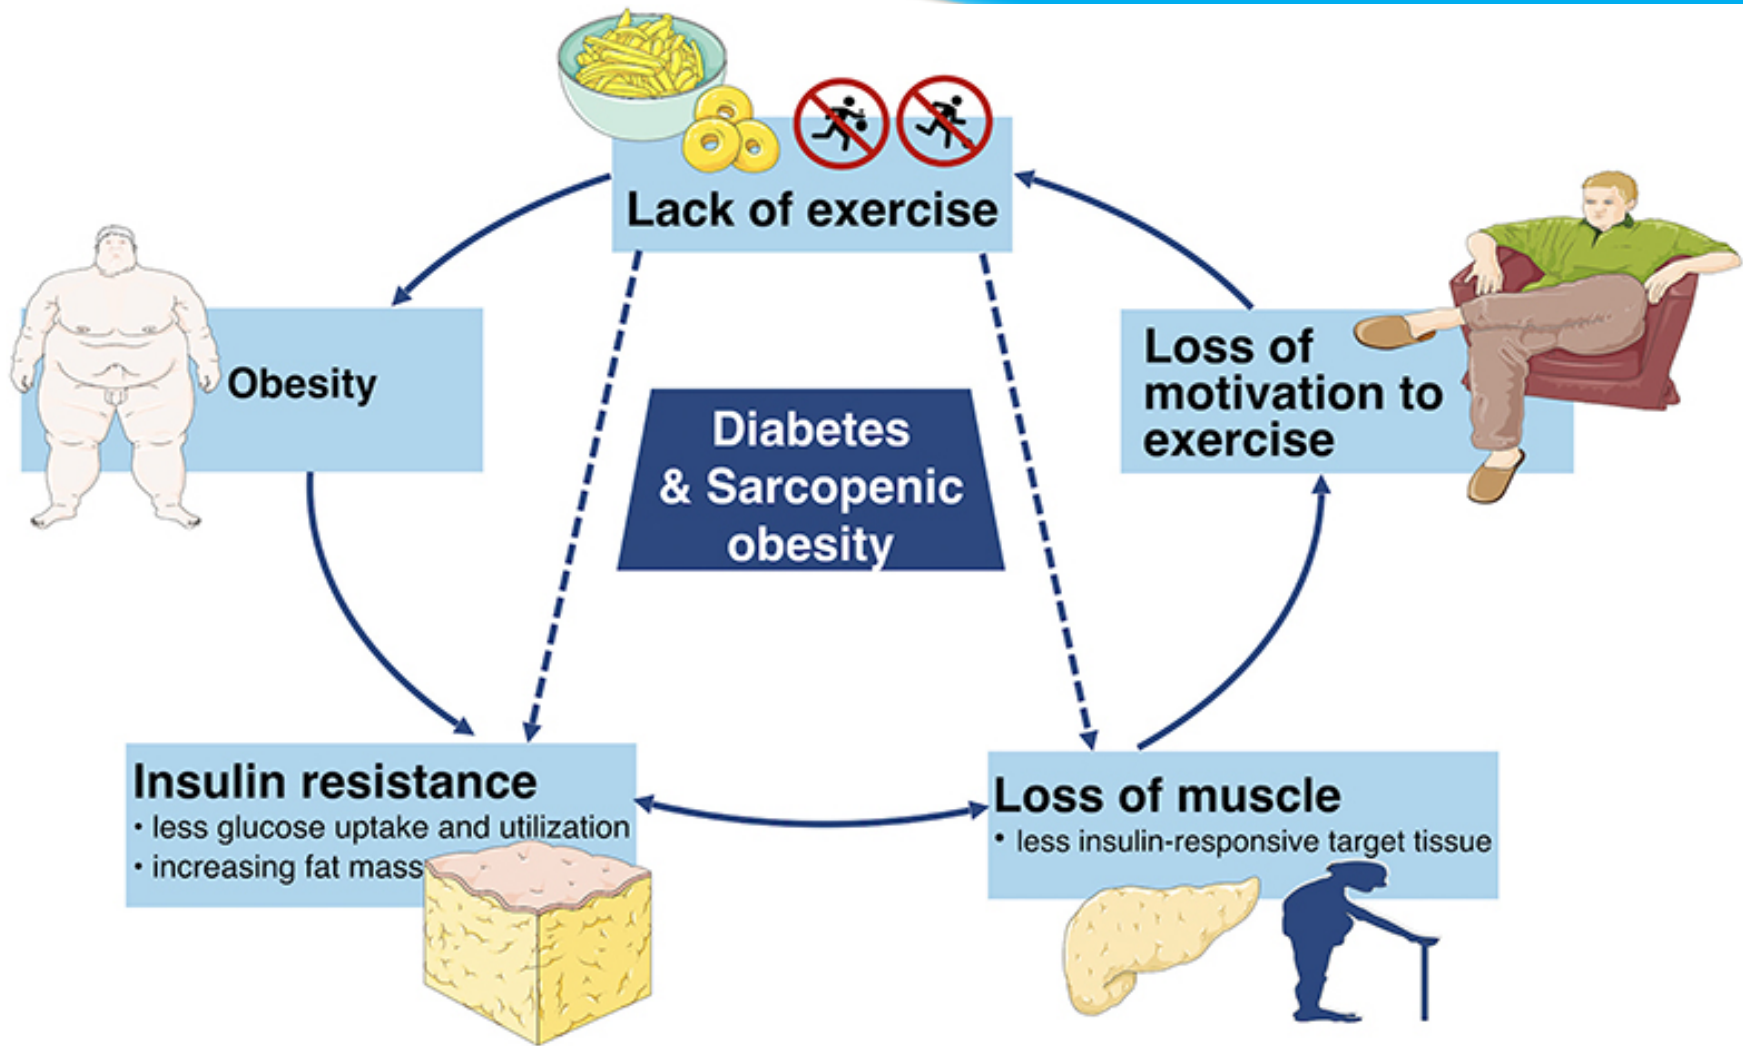 Lack of exercise
Obesity
Loss of
motivation to
exercise
Diabetes
& Sarcopenic
obesity
Insulin resistance
• less glucose uptake and utilization
• increasing fat mass
Loss of muscle
• less insulin-responsive target tissue